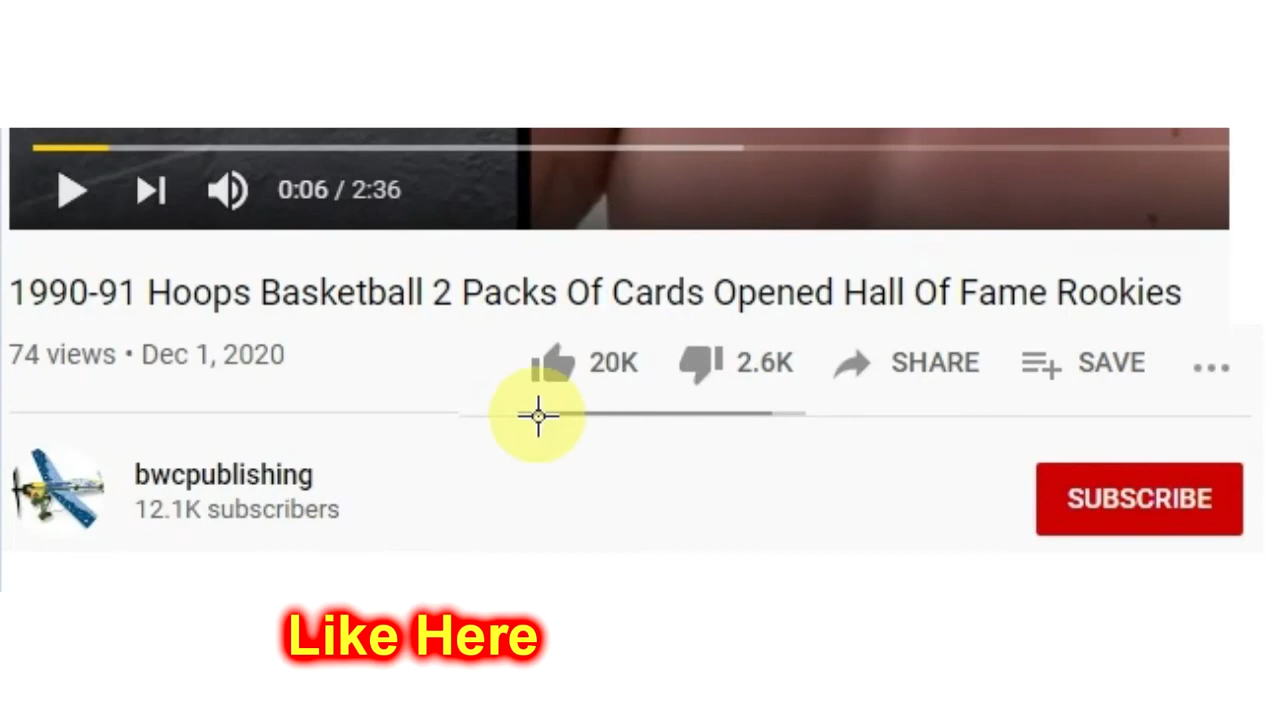 0:06 / 2:36
1990-91 Hoops Basketball 2 Packs Of Cards Opened Hall Of Fame Rookies
74 views • Dec 1, 2020 20K 2.6K SHARE SAVE
bwcpublishing
12.1K subscribers
SUBSCRIBE
Like Here